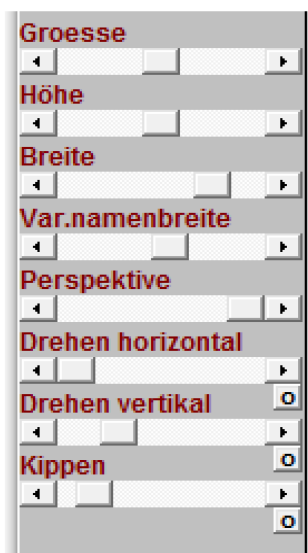 Groesse
Höhe
Breite
Var.namenbreite
Perspektive
Drehen horizontal
o
Drehen vertikal
o
Kippen
o